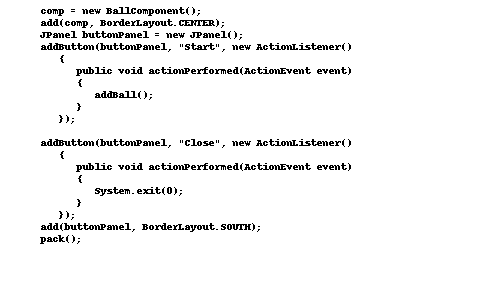 comp = new BallComponent();
add(comp, BorderLayout.CENTER);
JPanel buttonPanel = new JPanel();
addButton(buttonPanel, "Start", new ActionListener()
{
public void actionPerformed(ActionEvent event)
{
addBall();
}
});
addButton(buttonPanel, "Close", new ActionListener()
{
public void actionPerformed(ActionEvent event)
{
System.exit(0);
}
});
add(buttonPanel, BorderLayout.SOUTH);
pack();